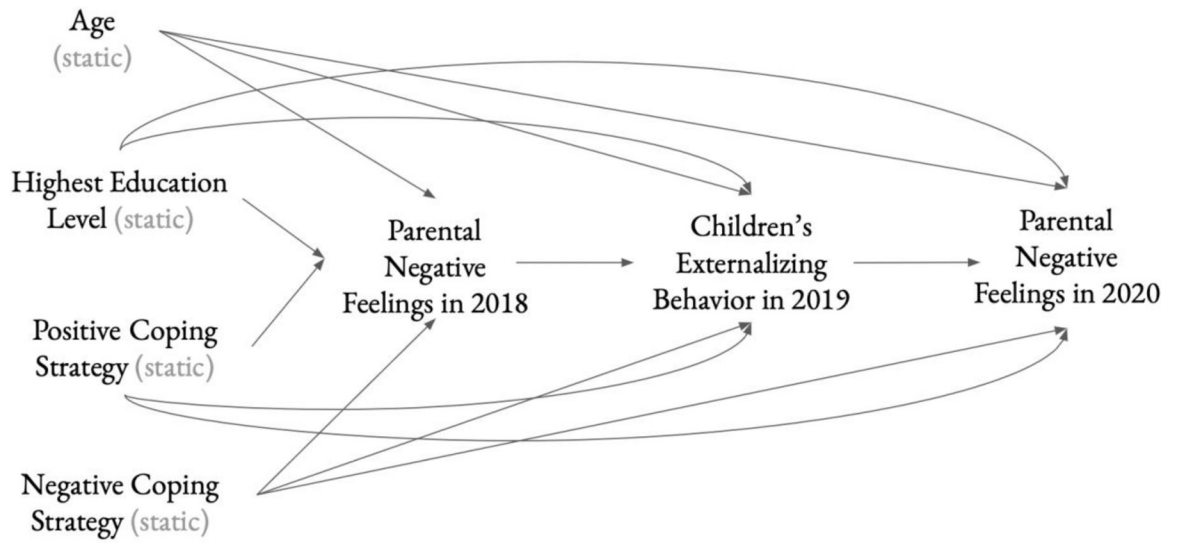 Age
(static)
Highest Education
Level (static)
Positive Coping
Strategy (static)
Negative Coping
Strategy (static)
Parental
Negative
Feelings in 2018
Children’s
Externalizing
Behavior in 2019
Parental
Negative
Feelings in 2020